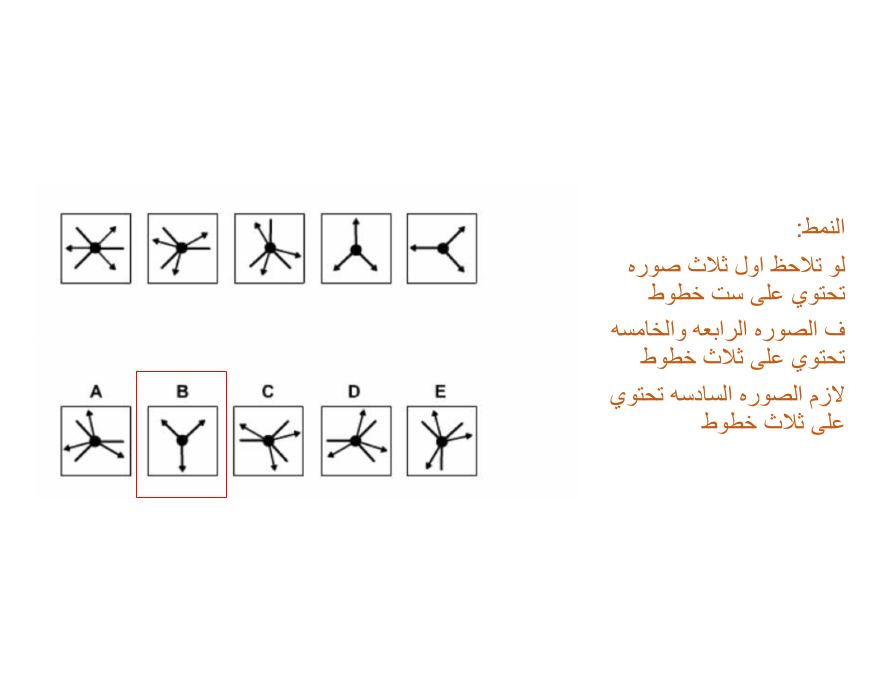 النمط:
لو تلاحظ اول ثلاث صوره
تحتوي على ست خطوط
ف الصوره الرابعه والخامسه
تحتوي على ثلاث خطوط
لازم الصوره السادسه تحتوي
على ثلاث خطوط
A B C D E